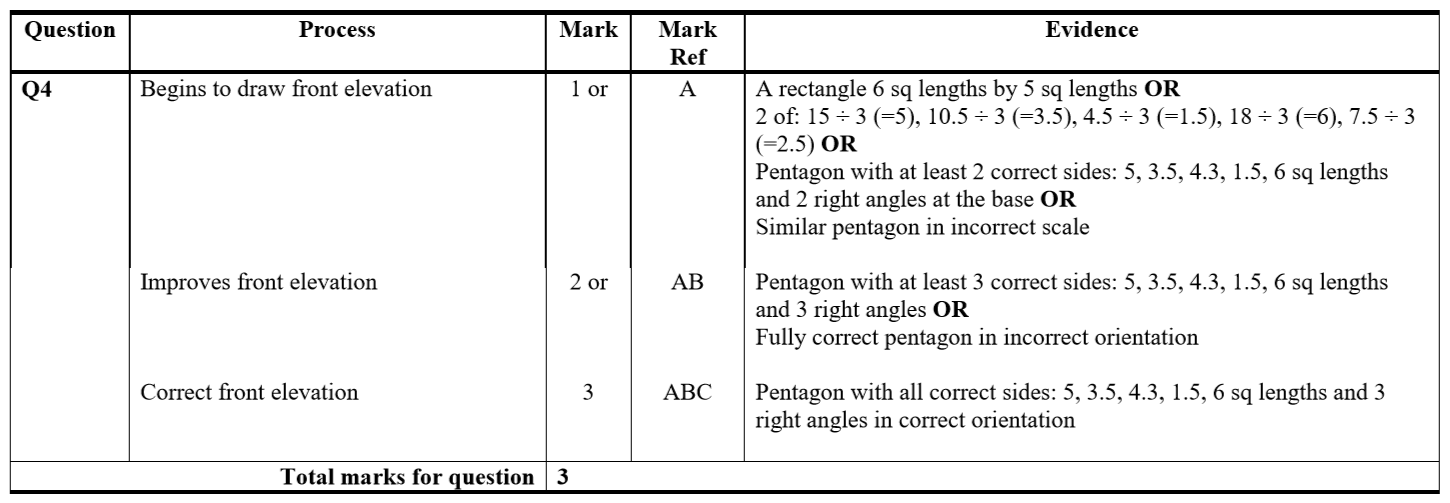 Question Process Mark Mark Ref Evidence
Q4 Begins to draw front elevation 1 or A A rectangle 6 sq lengths by 5 sq lengths OR
2 of: 15 ÷ 3 (=5), 10.5 ÷ 3 (=3.5), 4.5 ÷ 3 (=1.5), 18 ÷ 3 (=6), 7.5 ÷ 3
(=2.5) OR
Pentagon with at least 2 correct sides: 5, 3.5, 4.3, 1.5, 6 sq lengths
and 2 right angles at the base OR
Similar pentagon in incorrect scale
Improves front elevation 2 or AB Pentagon with at least 3 correct sides: 5, 3.5, 4.3, 1.5, 6 sq lengths
and 3 right angles OR
Fully correct pentagon in incorrect orientation
Correct front elevation 3 ABC Pentagon with all correct sides: 5, 3.5, 4.3, 1.5, 6 sq lengths and 3
right angles in correct orientation
Total marks for question 3